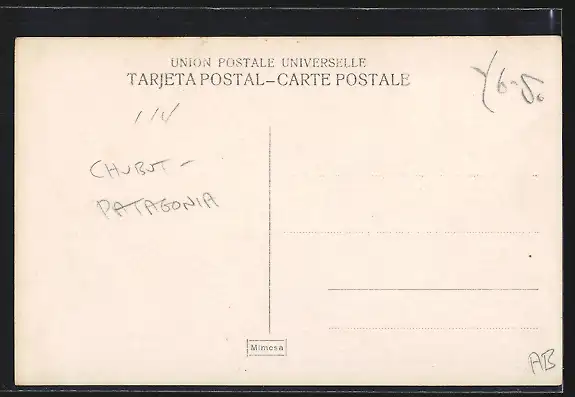 UNION POSTALE UNIVERSELLE
TARJETA POSTAL-CARTE POSTALE
CHUBUT -
PATAGONIA
Mimosa
AB